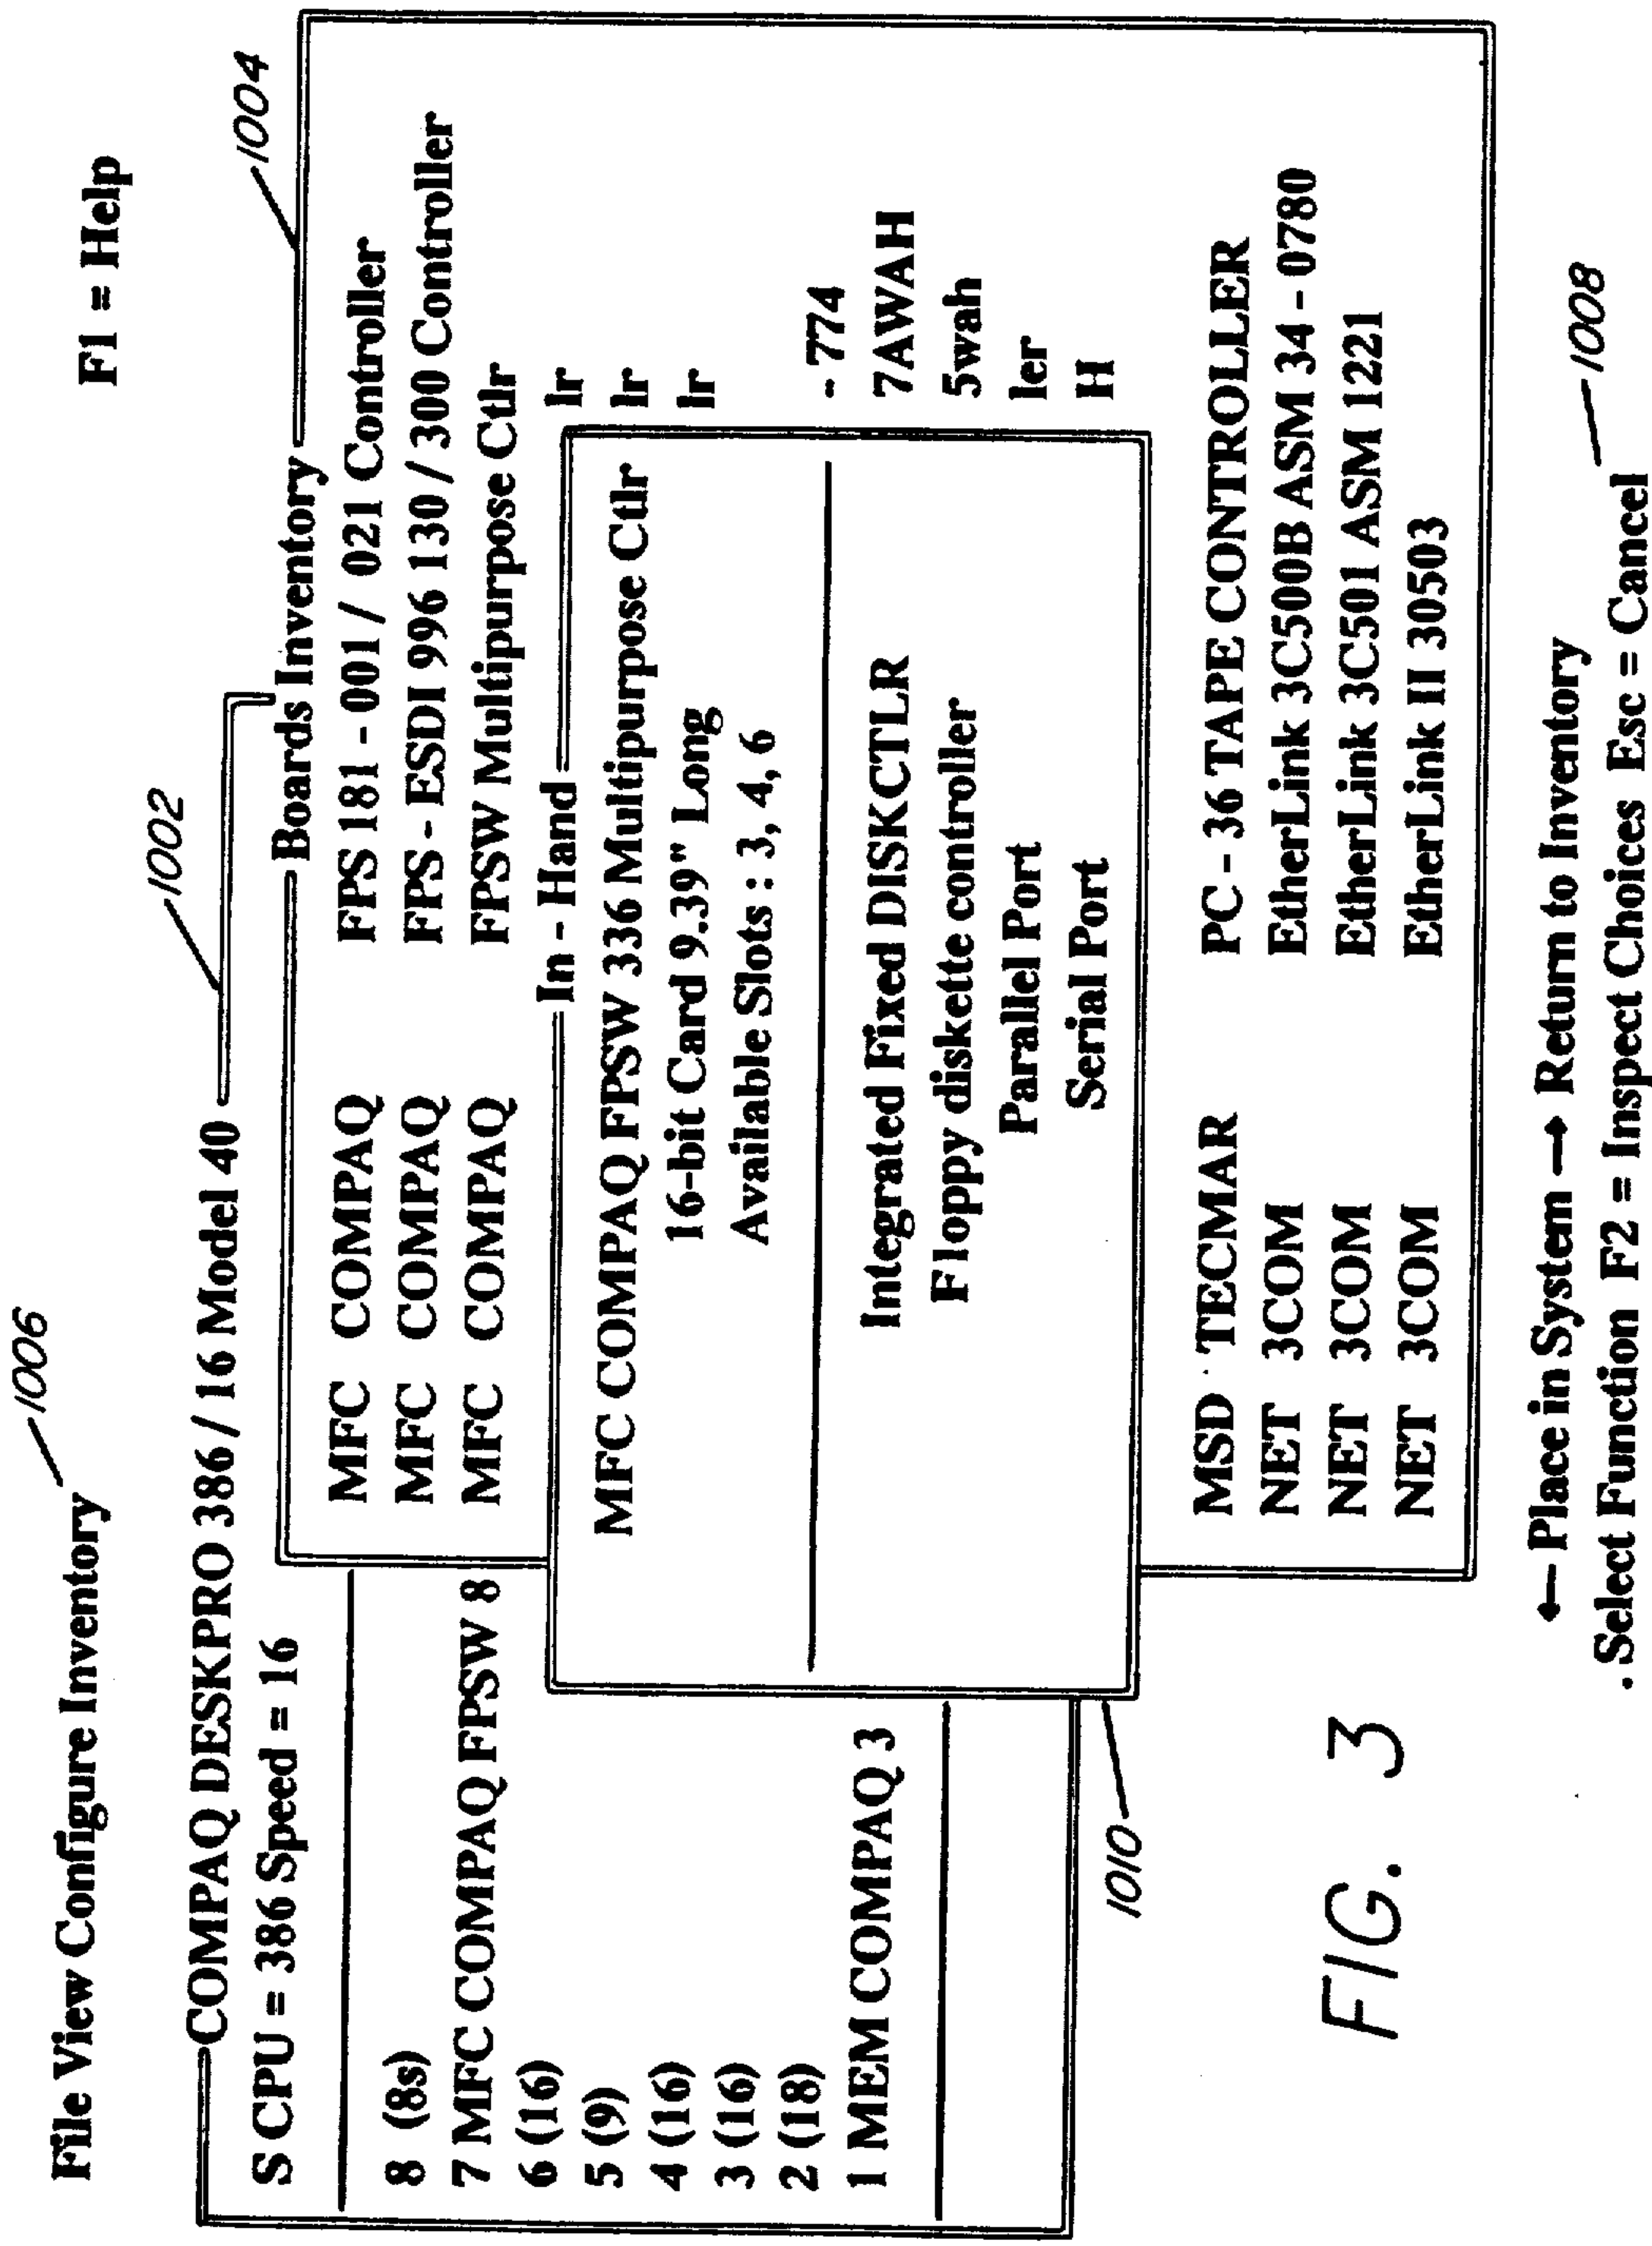 1006
File View Configure Inventory
F1 = Help
1002
COMPAQ DESKPRO 386 / 16 Model 40
1004
S CPU = 386 Speed = 16
8 (8s)
7 MFC COMPAQ FPSW 8
6 (16)
5 (9)
4 (16)
3 (16)
2 (18)
1 MEM COMPAQ 3
Boards Inventory
MFC COMPAQ FPS 181 - 001 / 021 Controller
MFC COMPAQ FPS - ESDI 996 130 / 300 Controller
MFC COMPAQ FPSW Multipurpose Ctlr
lr
lr
lr
- 774
7AWAH
5wah
ler
H
In - Hand
MFC COMPAQ FPSW 336 Multipurpose Ctlr
16-bit Card 9.39" Long
Available Slots : 3, 4, 6
Integrated Fixed DISKCTLR
Floppy diskette controller
Parallel Port
Serial Port
1010
MSD TECMAR PC - 36 TAPE CONTROLLER
NET 3COM EtherLink 3C500B ASM 34 - 0780
NET 3COM EtherLink 3C501 ASM 1221
NET 3COM EtherLink II 30503
← Place in System → Return to Inventory
. Select Function F2 = Inspect Choices Esc = Cancel
1008
FIG. 3